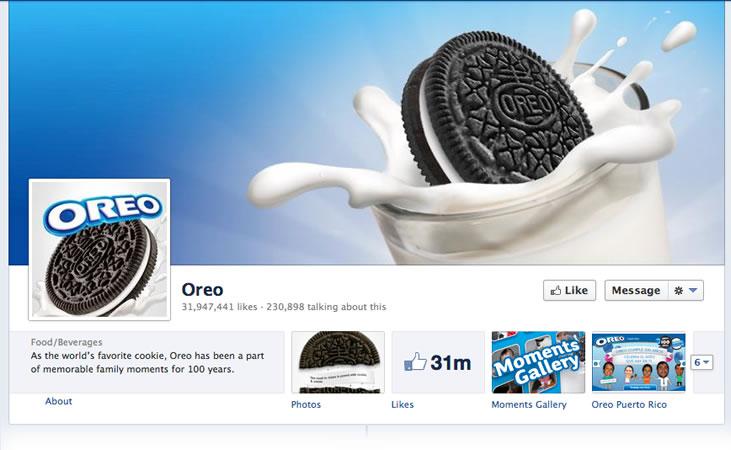 OREO
OREO
OREO
Oreo
31,947,441 likes · 230,898 talking about this
Like
Message
Food/Beverages
As the world's favorite cookie, Oreo has been a part
of memorable family moments for 100 years.
About
31m
Moments
Gallery
OREO
6
Photos
Likes
Moments Gallery
Oreo Puerto Rico